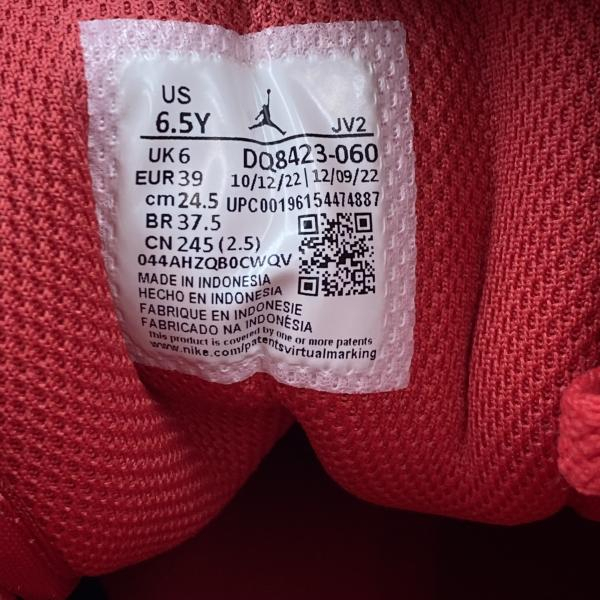 US
6.5Y JV2
UK 6 DQ8423-060
EUR 39 10/12/22|12/09/22
cm 24.5 UPC00196154474887
BR 37.5
CN 245 (2.5)
044AHZQB0CWQV
MADE IN INDONESIA
HECHO EN INDONESIA
FABRIQUE EN INDONESIE
FABRICADO NA INDONÉSIA
This product is covered by one or more patents
www.nike.com/patentsvirtualmarking